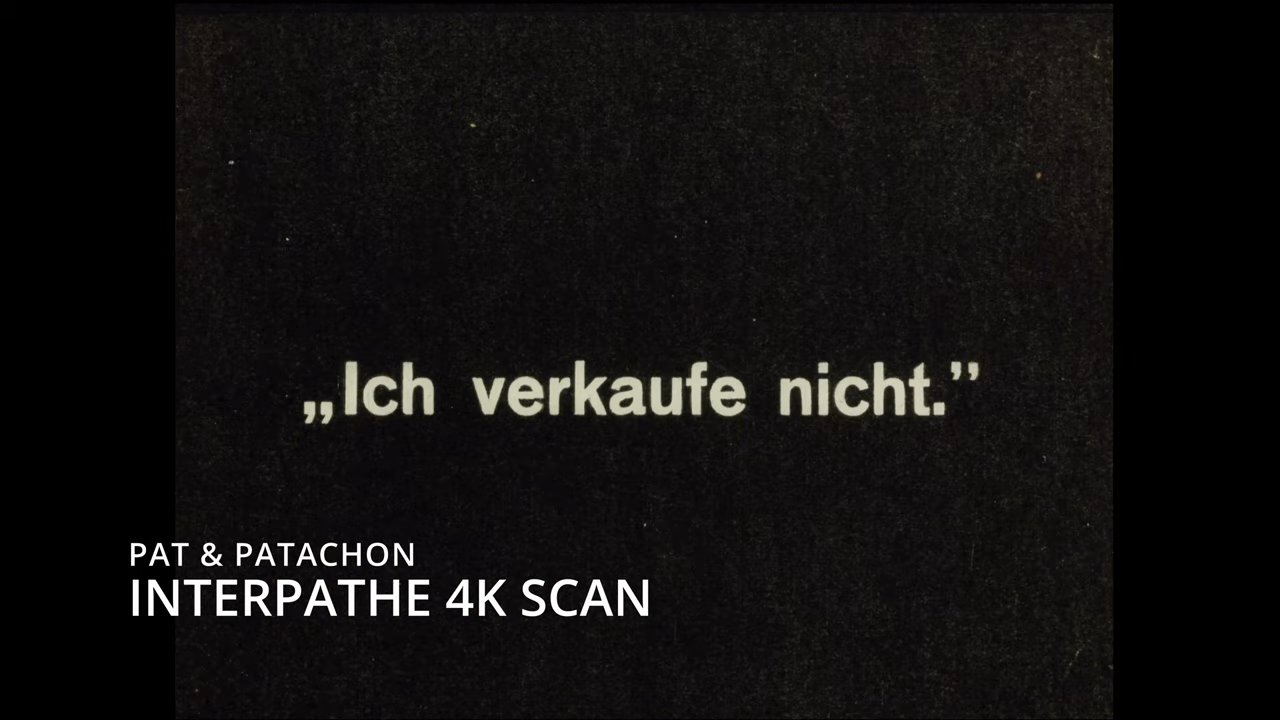 „Ich verkaufe nicht.”
PAT & PATACHON
INTERPATHE 4K SCAN